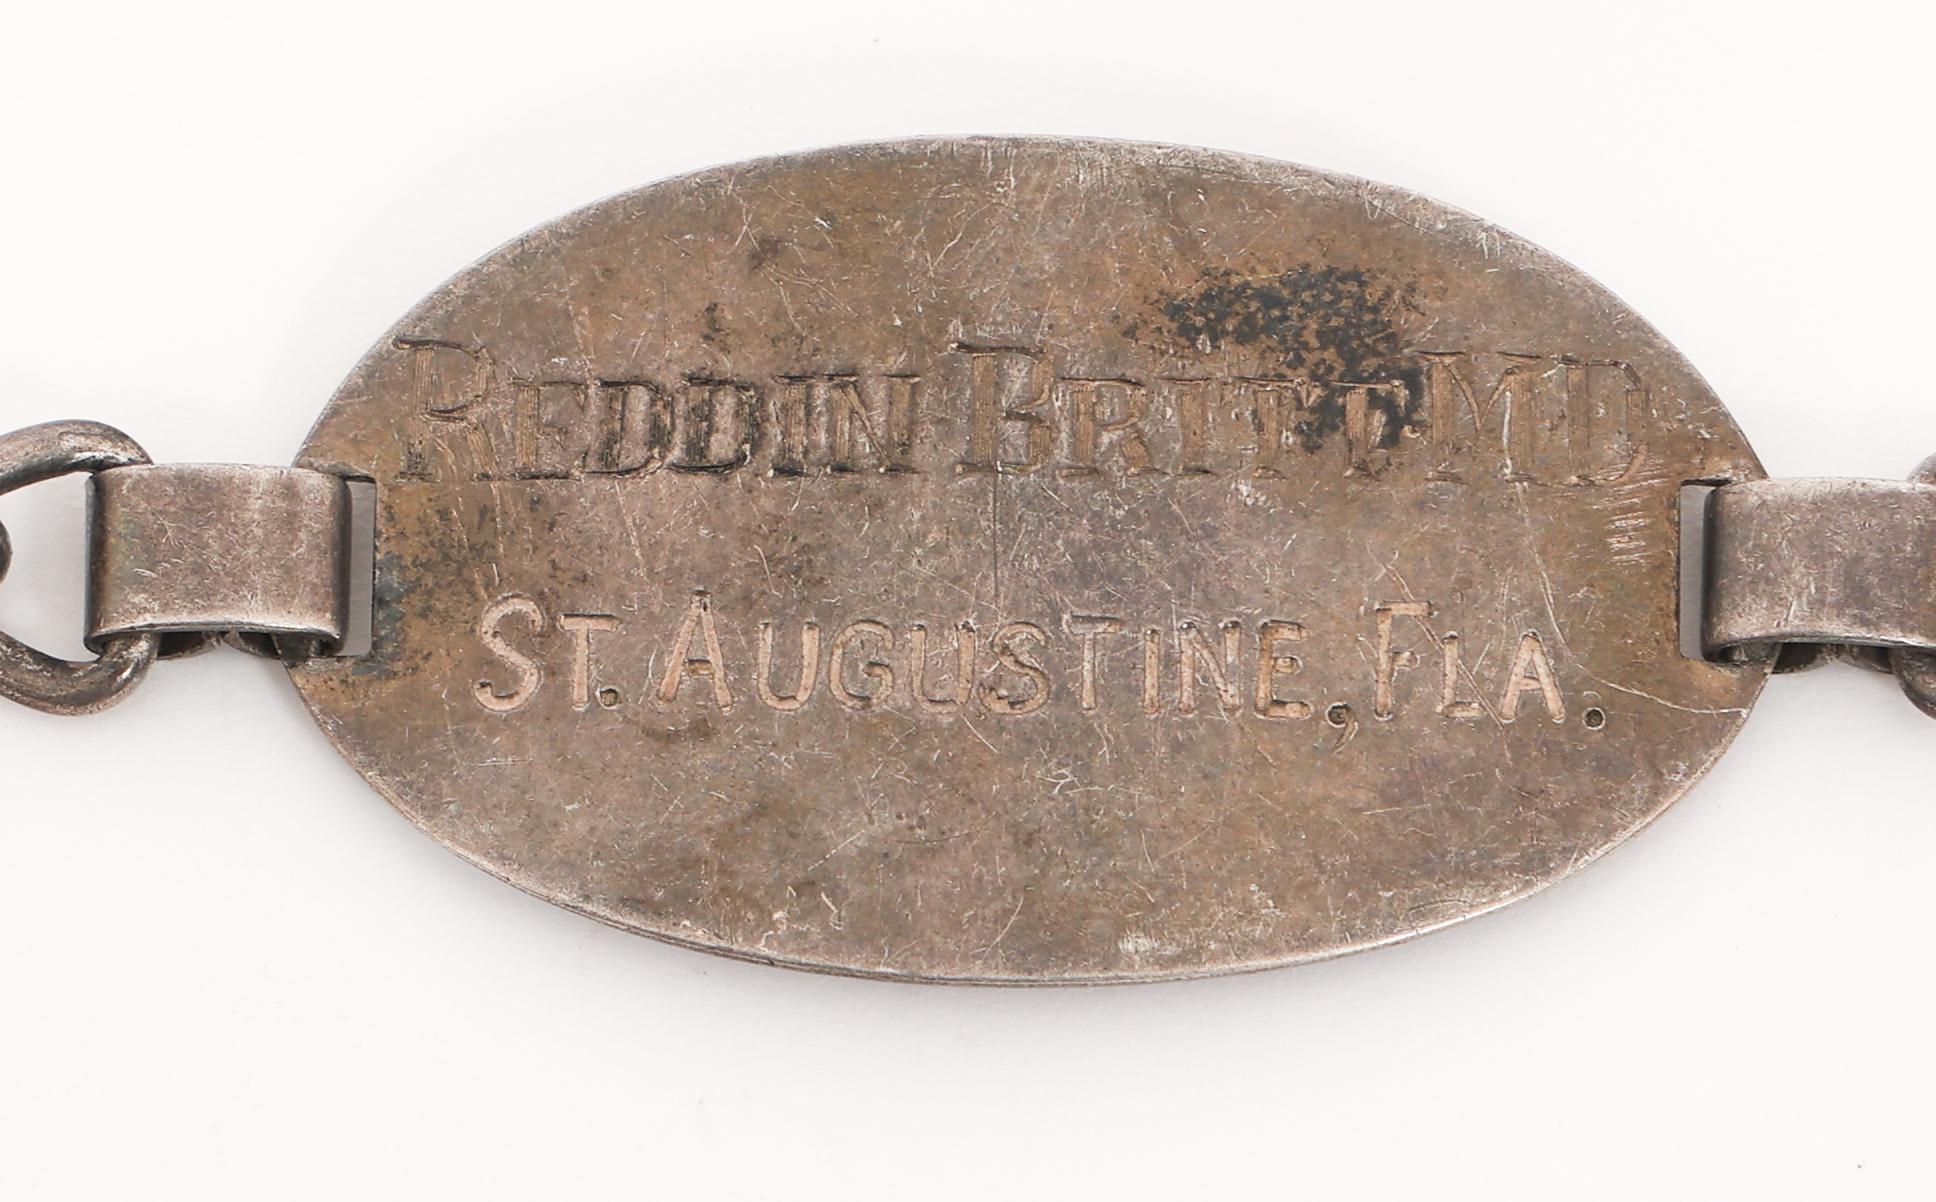 REDDIN BRITT MD
ST. AUGUSTINE, FLA.